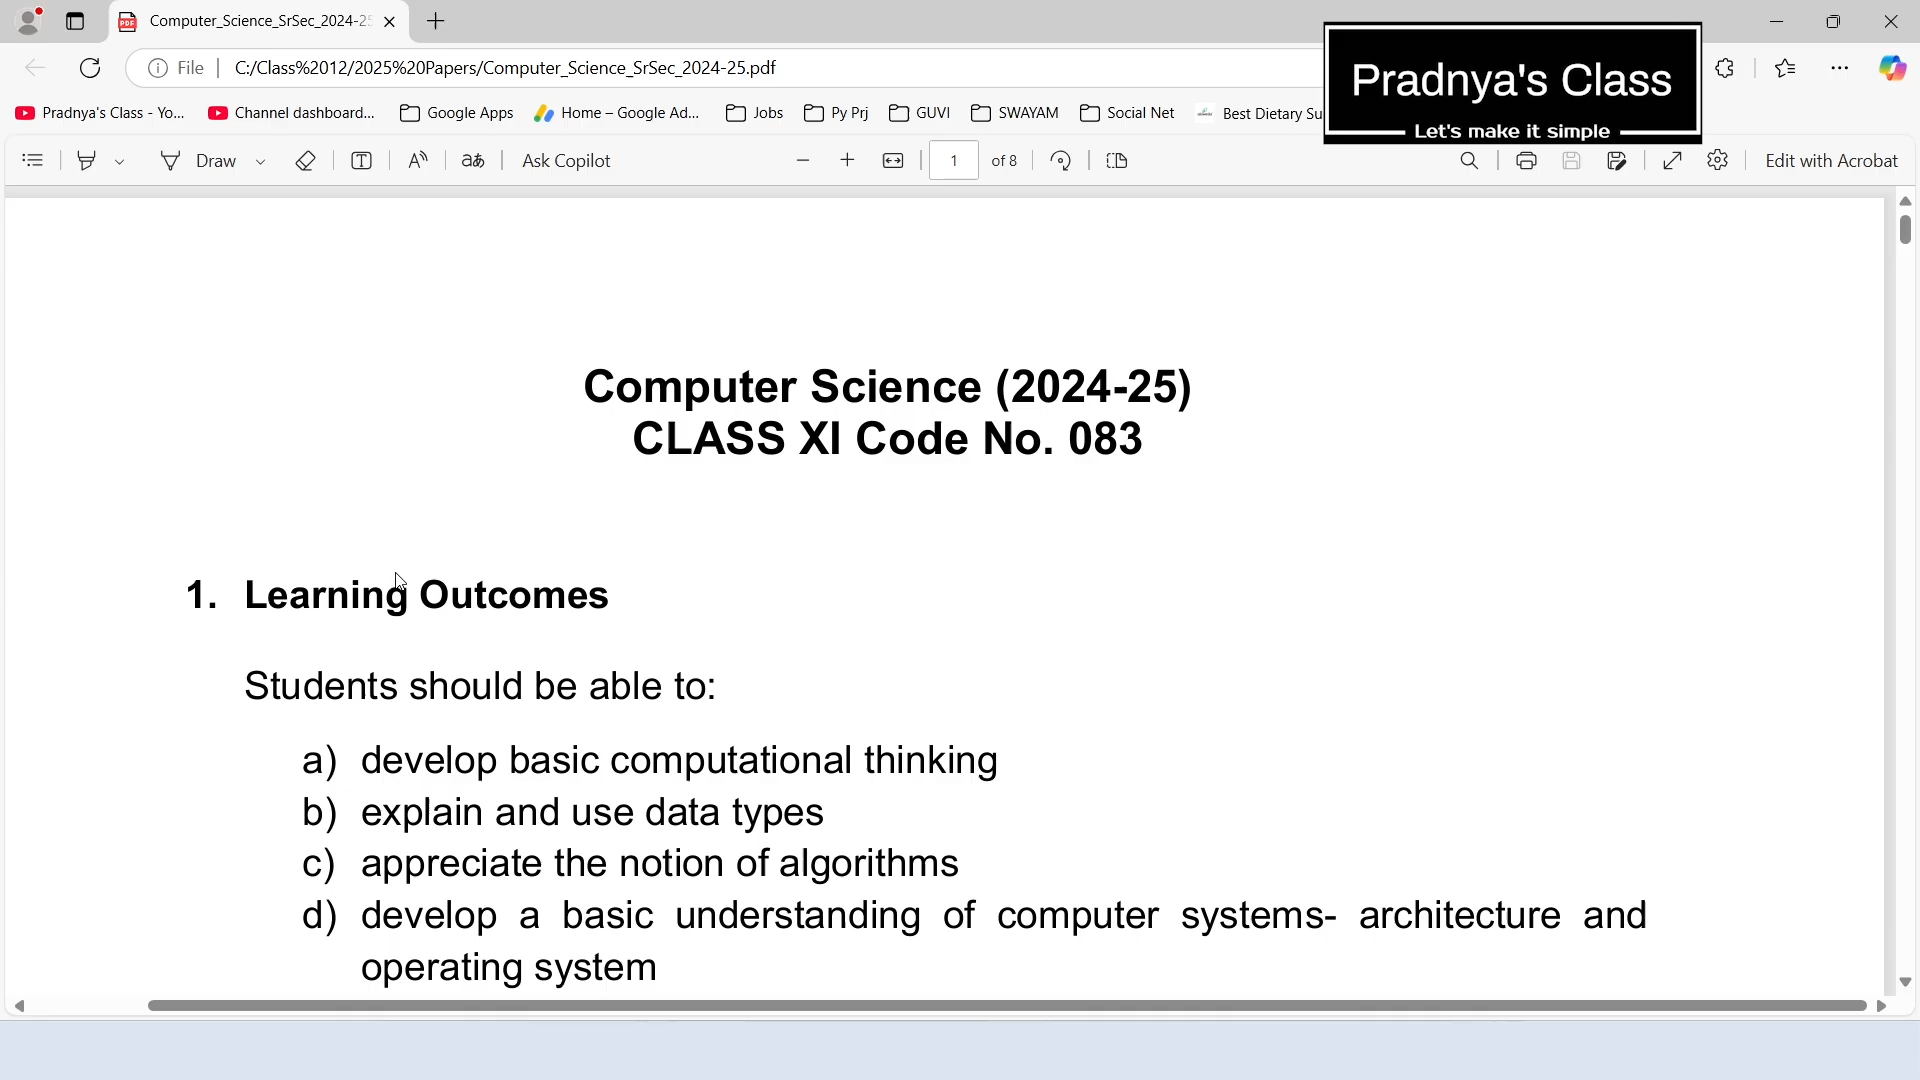 Computer_Science_SrSec_2024-25
File
C:/Class%2012/2025%20Papers/Computer_Science_SrSec_2024-25.pdf
Pradnya's Class
Let's make it simple
Pradnya's Class - Yo...
Channel dashboard...
Google Apps
Home – Google Ad...
Jobs
Py Prj
GUVI
SWAYAM
Social Net
Best Dietary Su
Draw
Ask Copilot
1 of 8
Edit with Acrobat
Computer Science (2024-25)
CLASS XI Code No. 083
1. Learning Outcomes
Students should be able to:
a) develop basic computational thinking
b) explain and use data types
c) appreciate the notion of algorithms
d) develop a basic understanding of computer systems- architecture and
operating system